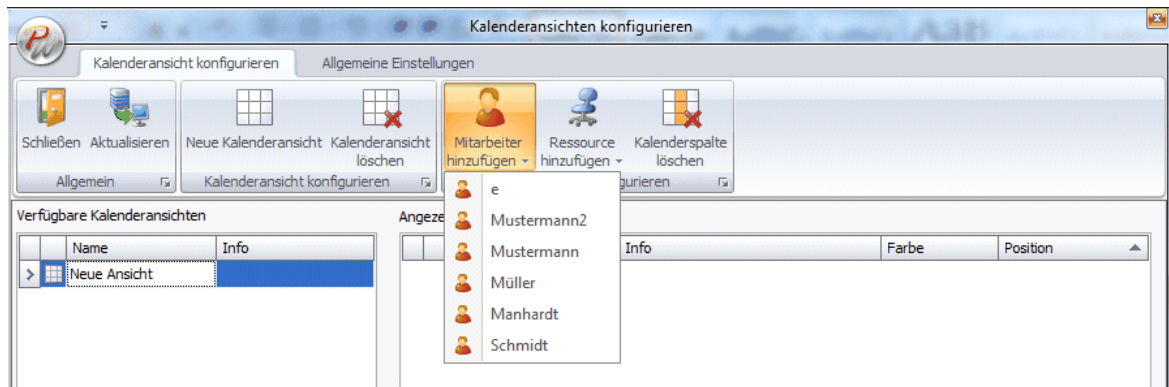 Kalenderansichten konfigurieren
PW
Kalenderansicht konfigurieren Allgemeine Einstellungen
Schließen Aktualisieren Neue Kalenderansicht Kalenderansicht löschen Mitarbeiter hinzufügen Ressource hinzufügen Kalenderspalte löschen
Allgemein Kalenderansicht konfigurieren gurieren
e
Mustermann2
Mustermann
Müller
Manhardt
Schmidt
Verfügbare Kalenderansichten Angeze
Name Info Info Farbe Position
Neue Ansicht